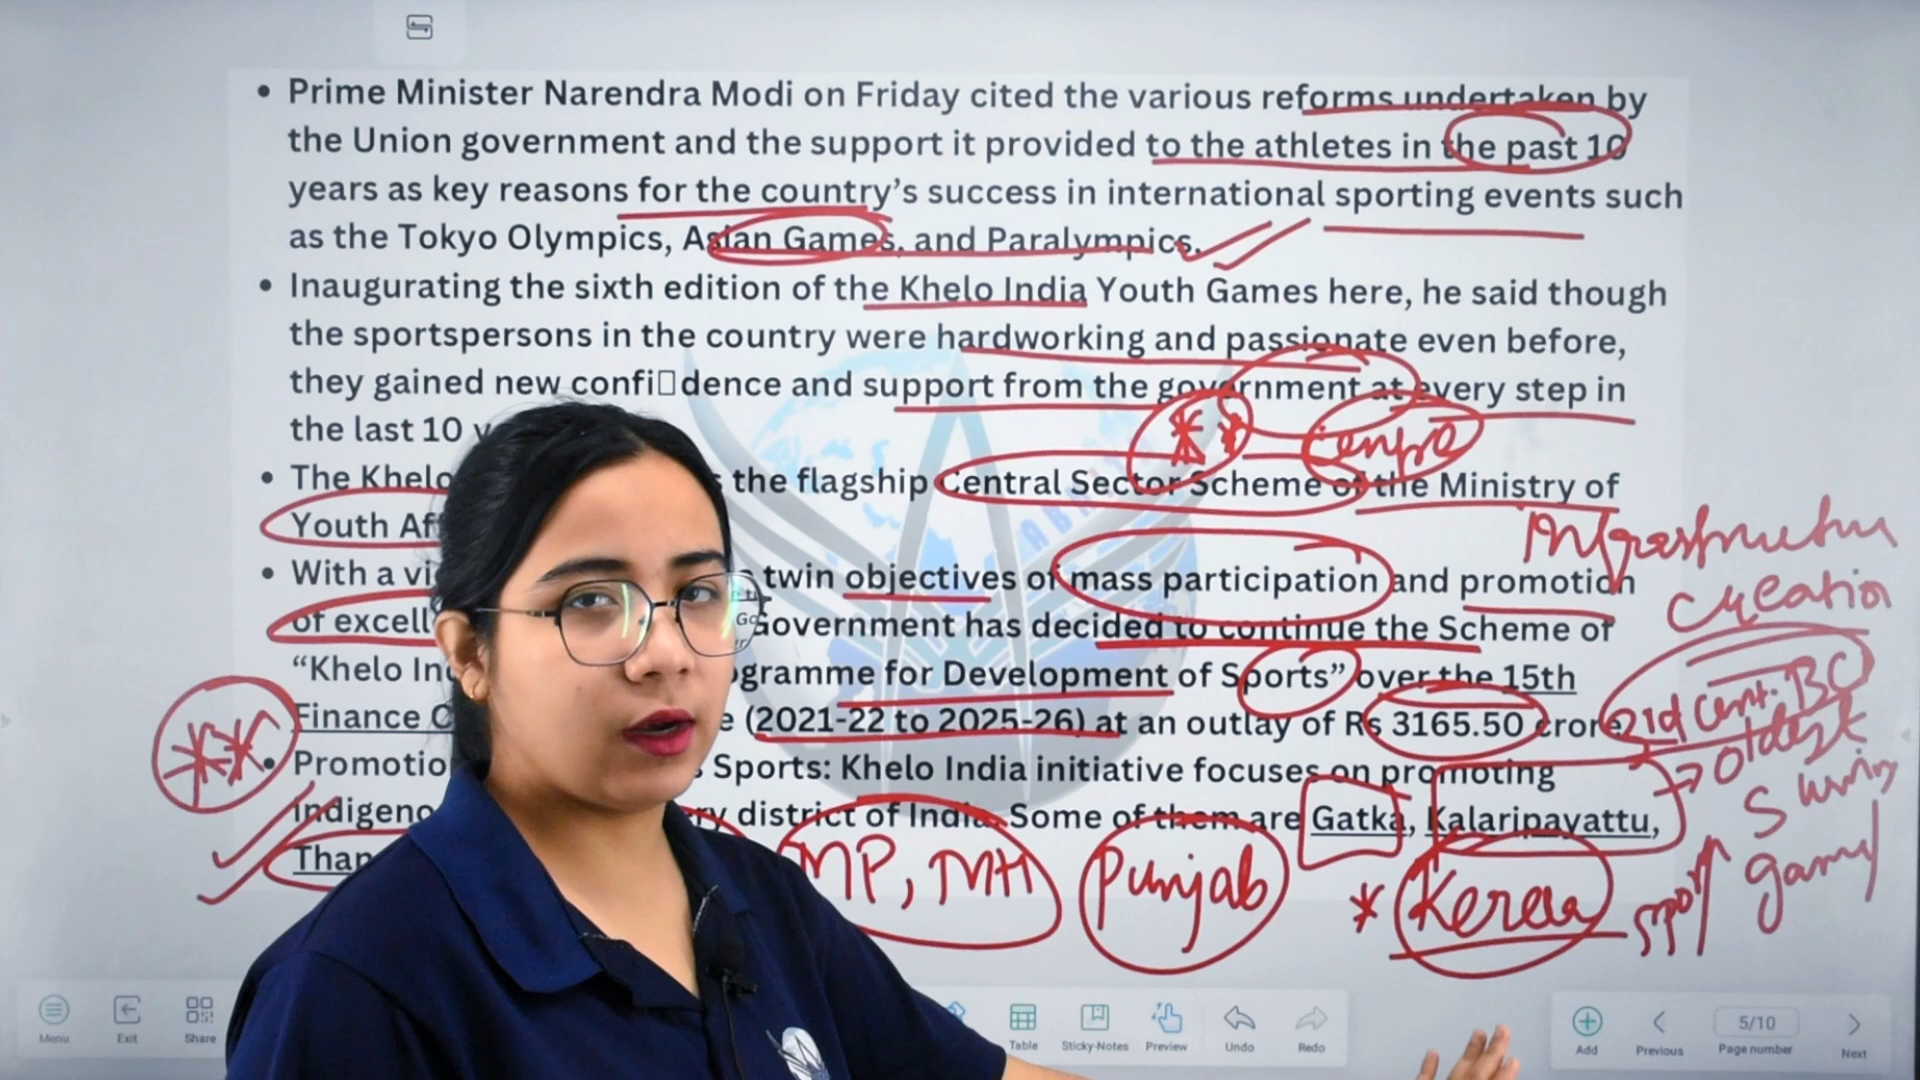 • Prime Minister Narendra Modi on Friday cited the various reforms undertaken by
the Union government and the support it provided to the athletes in the past 10
years as key reasons for the country's success in international sporting events such
as the Tokyo Olympics, Asian Games, and Paralympics.
• Inaugurating the sixth edition of the Khelo India Youth Games here, he said though
the sportspersons in the country were hardworking and passionate even before,
they gained new confi▯dence and support from the government at every step in
the last 10
Centre
• The Khelo the flagship Central Sector Scheme of the Ministry of
Youth Af
Infrastructure
creation
• With a vi twin objectives of mass participation and promotion
of excell Government has decided to continue the Scheme of
"Khelo In ogramme for Development of Sports" over the 15th
Finance C e (2021-22 to 2025-26) at an outlay of Rs 3165.50 crore
Cent. BC
→ oldest
• Promotio s Sports: Khelo India initiative focuses on promoting
Indigeno ry district of India. Some of them are Gatka, Kalaripayattu,
game
Thang
MP, MH
Punjab
* Kerala
Menu
Exit
Share
Table
Sticky-Notes
Preview
Undo
Redo
Add
Previous
5/10
Page number
Next